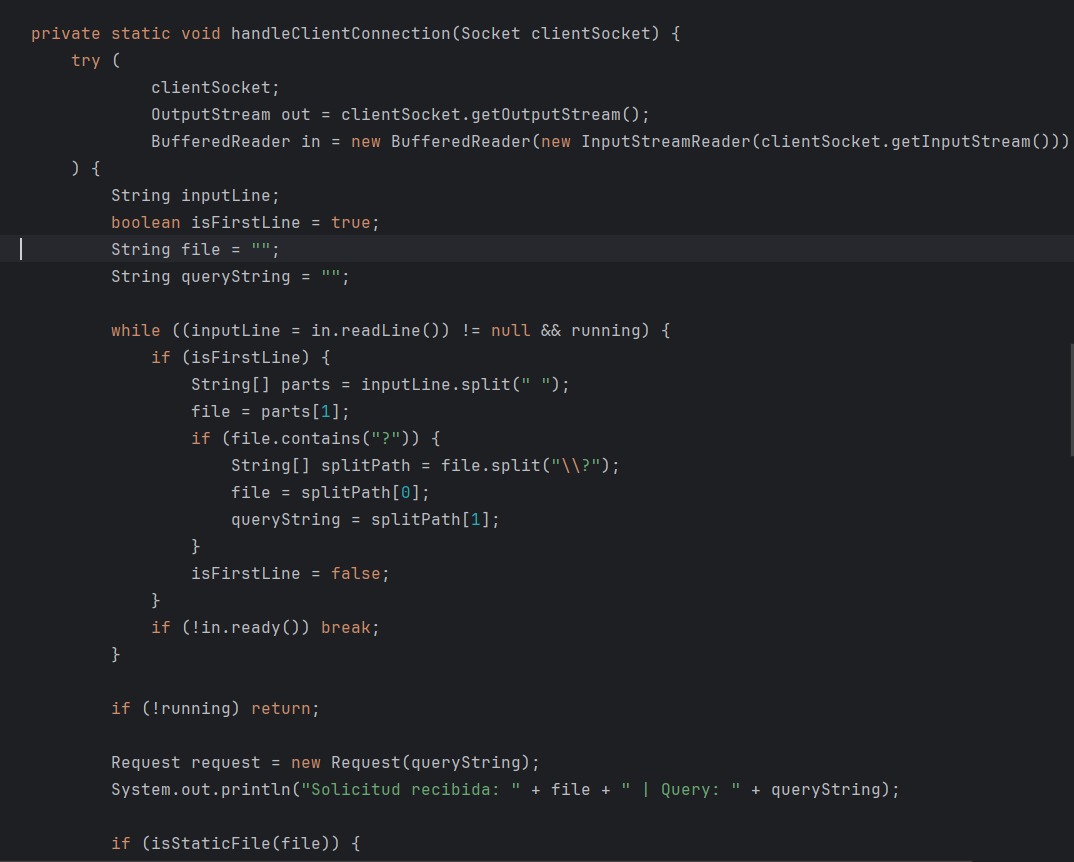 private static void handleClientConnection(Socket clientSocket) {
try (
clientSocket;
OutputStream out = clientSocket.getOutputStream();
BufferedReader in = new BufferedReader(new InputStreamReader(clientSocket.getInputStream()))
) {
String inputLine;
boolean isFirstLine = true;
String file = "";
String queryString = "";
while ((inputLine = in.readLine()) != null && running) {
if (isFirstLine) {
String[] parts = inputLine.split(" ");
file = parts[1];
if (file.contains("?")) {
String[] splitPath = file.split("\\?");
file = splitPath[0];
queryString = splitPath[1];
}
isFirstLine = false;
}
if (!in.ready()) break;
}
if (!running) return;
Request request = new Request(queryString);
System.out.println("Solicitud recibida: " + file + " | Query: " + queryString);
if (isStaticFile(file)) {